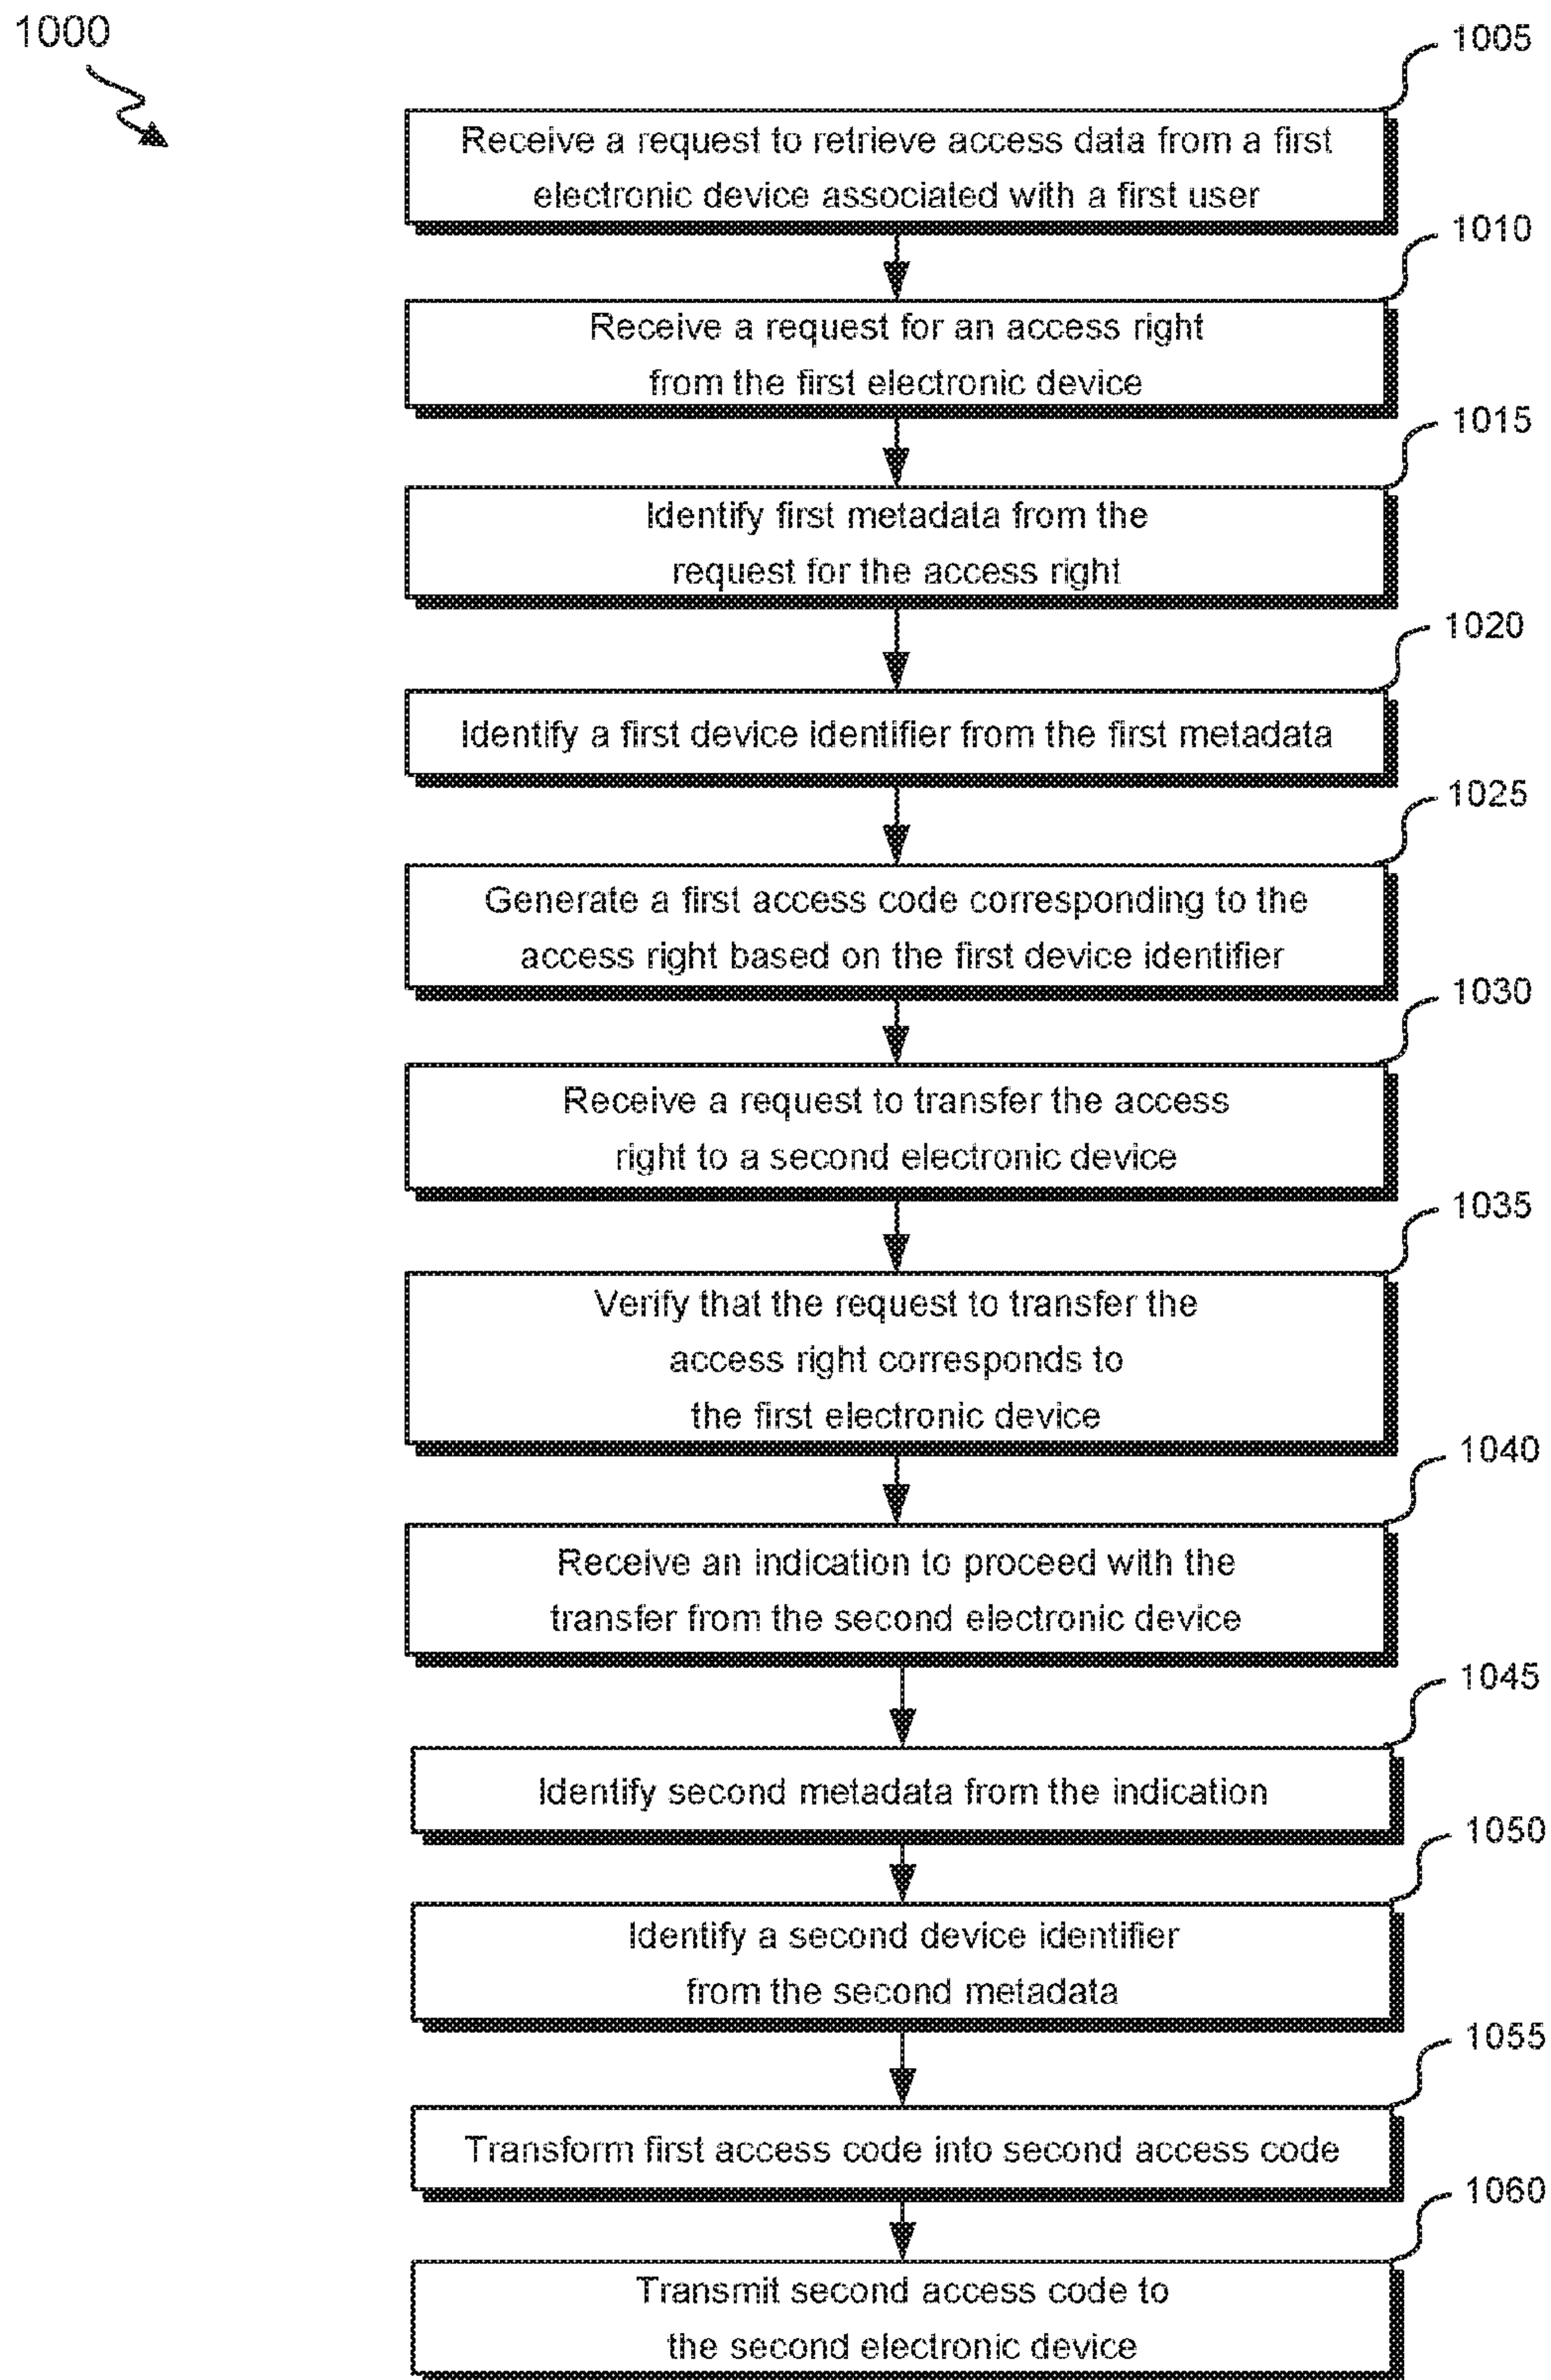 1000
1005
Receive a request to retrieve access data from a first
electronic device associated with a first user
1010
Receive a request for an access right
from the first electronic device
1015
Identify first metadata from the
request for the access right
1020
Identify a first device identifier from the first metadata
1025
Generate a first access code corresponding to the
access right based on the first device identifier
1030
Receive a request to transfer the access
right to a second electronic device
1035
Verify that the request to transfer the
access right corresponds to
the first electronic device
1040
Receive an indication to proceed with the
transfer from the second electronic device
1045
Identify second metadata from the indication
1050
Identify a second device identifier
from the second metadata
1055
Transform first access code into second access code
1060
Transmit second access code to
the second electronic device